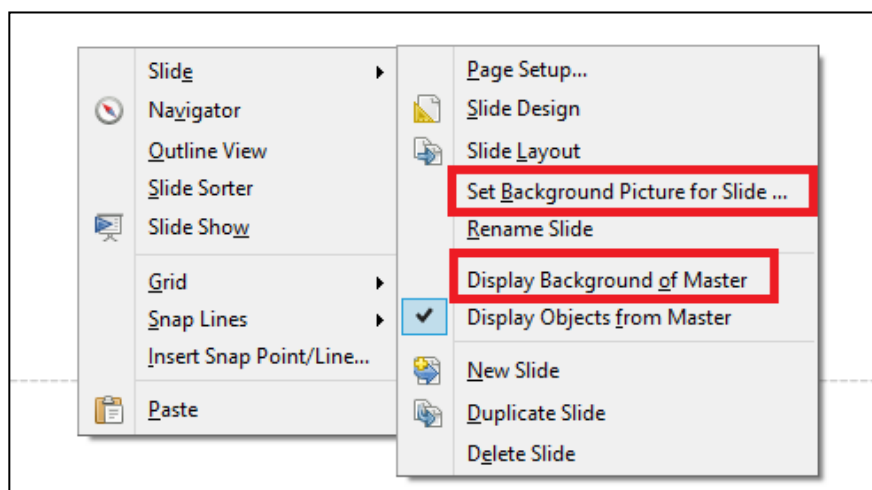 Slide
Navigator
Outline View
Slide Sorter
Slide Show
Grid
Snap Lines
Insert Snap Point/Line...
Paste
Page Setup...
Slide Design
Slide Layout
Set Background Picture for Slide ...
Rename Slide
Display Background of Master
Display Objects from Master
New Slide
Duplicate Slide
Delete Slide